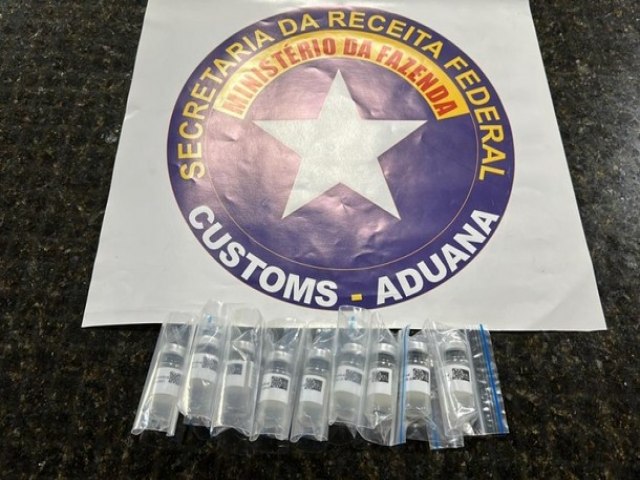 SECRETARIA DA RECEITA FEDERAL
MINISTÉRIO DA FAZENDA
CUSTOMS - ADUANA